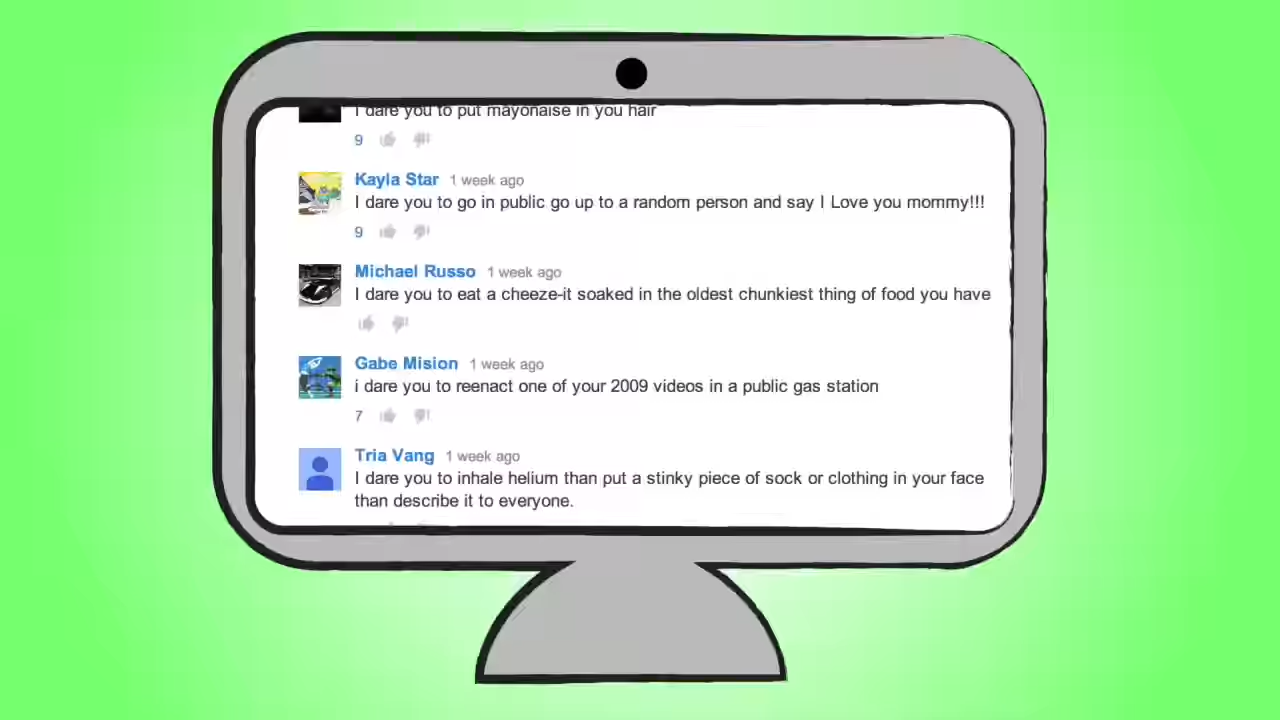 I dare you to put mayonaise in you hair
9
Kayla Star 1 week ago
I dare you to go in public go up to a random person and say I Love you mommy!!!
9
Michael Russo 1 week ago
I dare you to eat a cheeze-it soaked in the oldest chunkiest thing of food you have
Gabe Mision 1 week ago
i dare you to reenact one of your 2009 videos in a public gas station
7
Tria Vang 1 week ago
I dare you to inhale helium than put a stinky piece of sock or clothing in your face
than describe it to everyone.